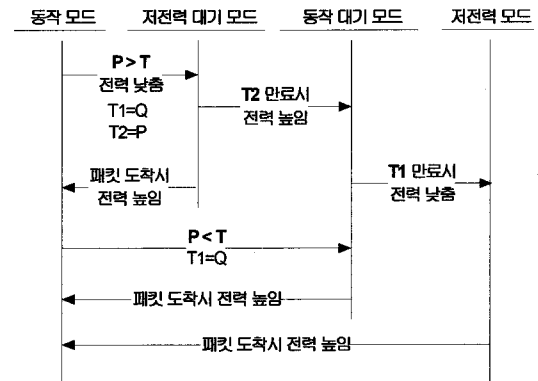 동작 모드 저전력 대기 모드 동작 대기 모드 저전력 모드
P>T
전력 낮춤
T1=Q
T2=P
T2 만료시
전력 높임
패킷 도착시
전력 높임
T1 만료시
전력 낮춤
P<T
T1=Q
패킷 도착시 전력 높임
패킷 도착시 전력 높임